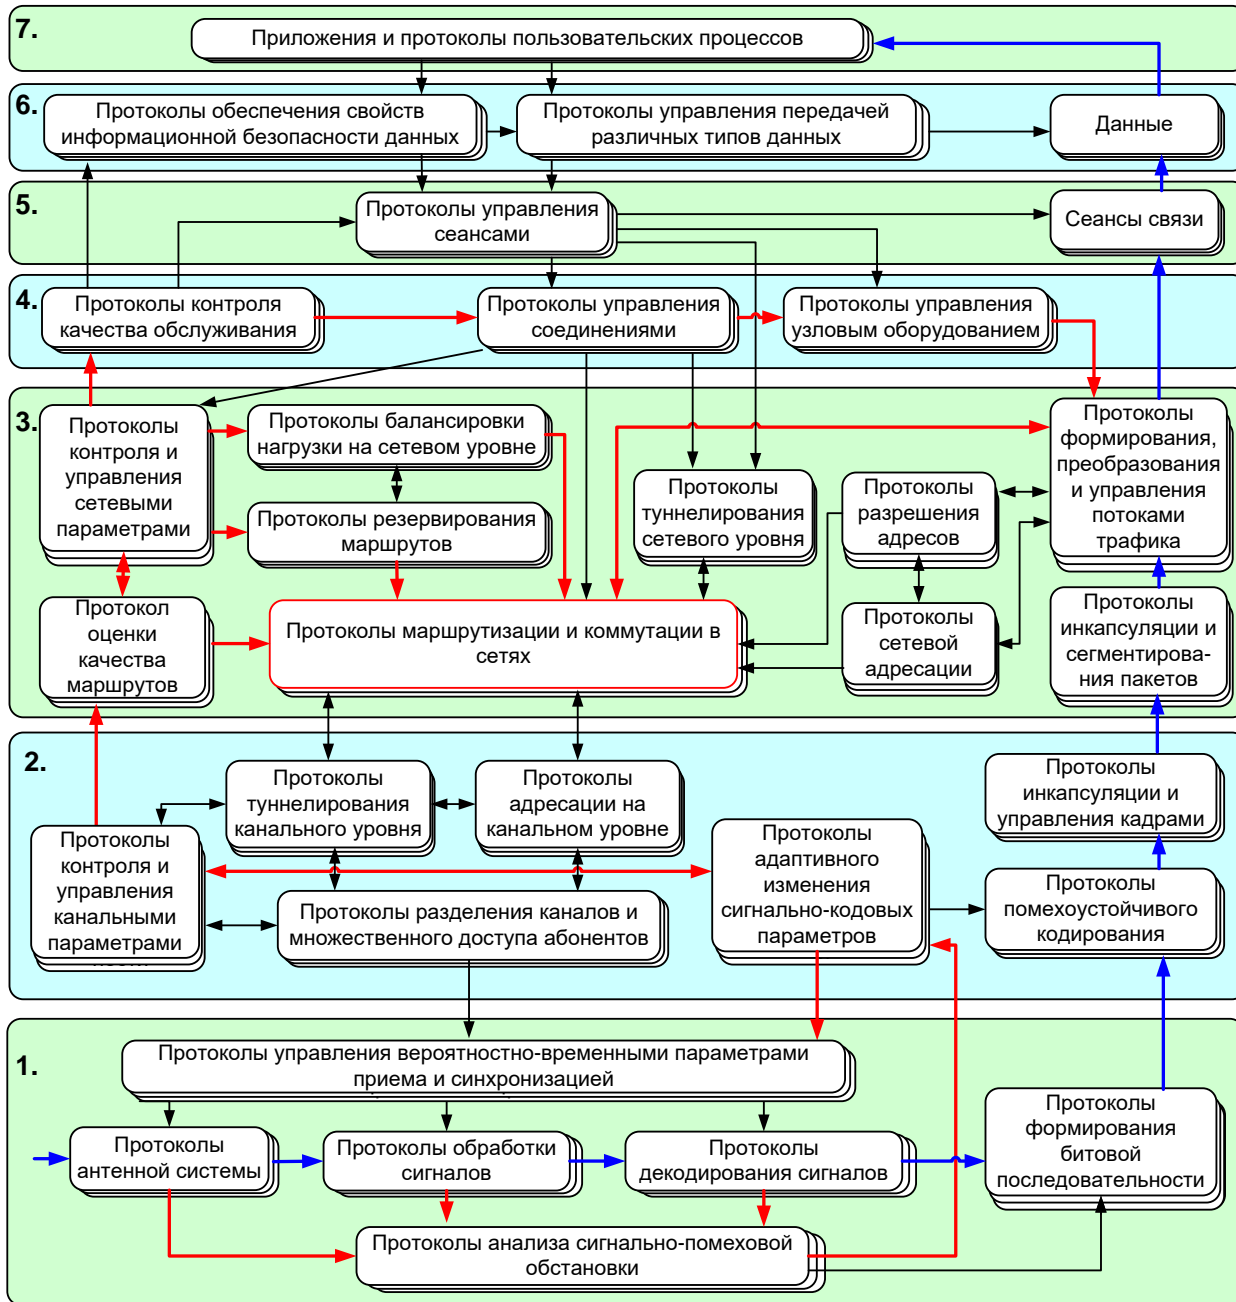 7.
Приложения и протоколы пользовательских процессов
6.
Протоколы обеспечения свойств
информационной безопасности данных
Протоколы управления передачей
различных типов данных
Данные
5.
Протоколы управления
сеансами
Сеансы связи
4.
Протоколы контроля
качества обслуживания
Протоколы управления
соединениями
Протоколы управления
узловым оборудованием
3.
Протоколы
контроля и
управления
сетевыми
параметрами
Протоколы балансировки
нагрузки на сетевом уровне
Протоколы резервирования
маршрутов
Протоколы
туннелирования
сетевого уровня
Протоколы
разрешения
адресов
Протоколы
формирования,
преобразования
и управления
потоками
трафика
Протокол
оценки
качества
маршрутов
Протоколы маршрутизации и коммутации в
сетях
Протоколы
сетевой
адресации
Протоколы
инкапсуляции и
сегментирова-
ния пакетов
2.
Протоколы
туннелирования
канального уровня
Протоколы
адресации на
канальном уровне
Протоколы
инкапсуляции и
управления кадрами
Протоколы
контроля и
управления
канальными
параметрами
Протоколы
адаптивного
изменения
сигнально-кодовых
параметров
Протоколы разделения каналов и
множественного доступа абонентов
Протоколы
помехоустойчивого
кодирования
1.
Протоколы управления вероятностно-временными параметрами
приема и синхронизацией
Протоколы
антенной системы
Протоколы обработки
сигналов
Протоколы
декодирования сигналов
Протоколы
формирования
битовой
последовательности
Протоколы анализа сигнально-помеховой
обстановки